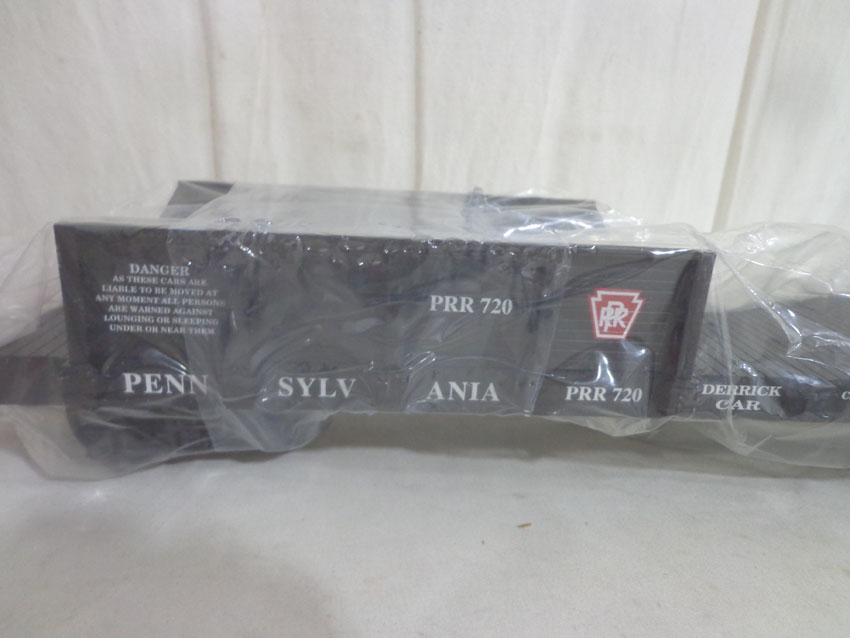 DANGER
AS THESE CARS ARE
LIABLE TO BE MOVED AT
ANY MOMENT ALL PERSONS
ARE WARNED AGAINST
LOUNGING OR SLEEPING
UNDER OR NEAR THEM
PRR 720
PRR
PENN SYLV ANIA
PRR 720
DERRICK
CAR